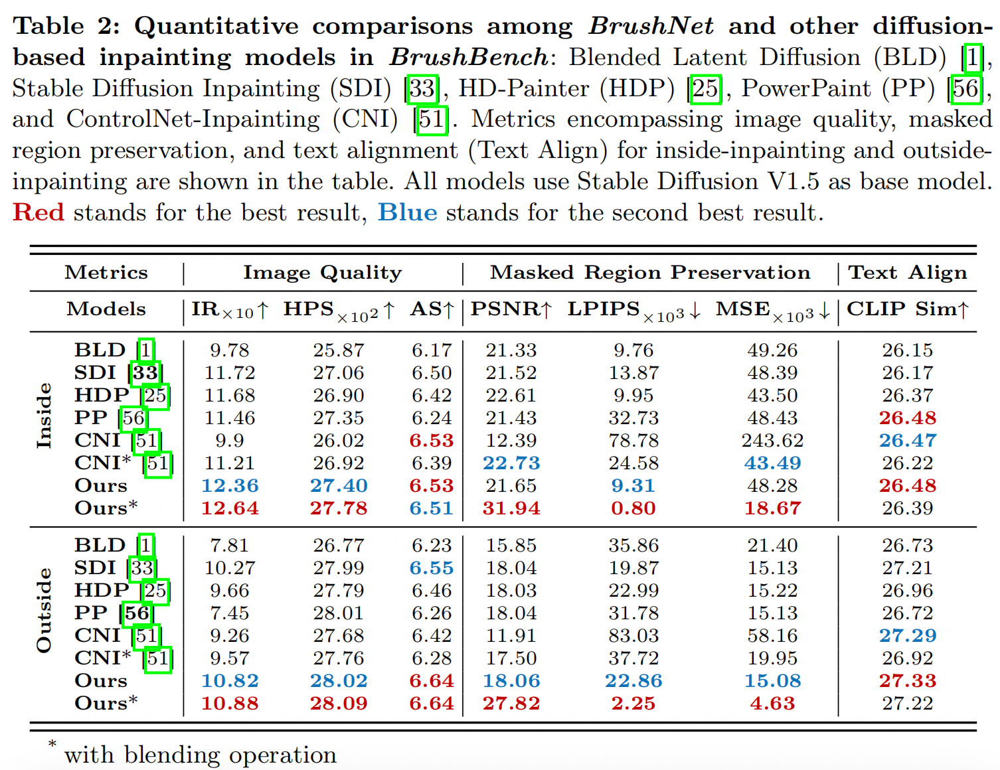 Table 2: Quantitative comparisons among BrushNet and other diffusion-
based inpainting models in BrushBench: Blended Latent Diffusion (BLD) [1],
Stable Diffusion Inpainting (SDI) [33], HD-Painter (HDP) [25], PowerPaint (PP) [56],
and ControlNet-Inpainting (CNI) [51]. Metrics encompassing image quality, masked
region preservation, and text alignment (Text Align) for inside-inpainting and outside-
inpainting are shown in the table. All models use Stable Diffusion V1.5 as base model.
Red stands for the best result, Blue stands for the second best result.
Metrics | Image Quality | Masked Region Preservation | Text Align
Models | IR×10↑ HPS×10²↑ AS↑ | PSNR↑ LPIPS×10³↓ MSE×10³↓ | CLIP Sim↑
Inside
BLD [1] 9.78 25.87 6.17 21.33 9.76 49.26 26.15
SDI [33] 11.72 27.06 6.50 21.52 13.87 48.39 26.17
HDP [25] 11.68 26.90 6.42 22.61 9.95 43.50 26.37
PP [56] 11.46 27.35 6.24 21.43 32.73 48.43 26.48
CNI [51] 9.9 26.02 6.53 12.39 78.78 243.62 26.47
CNI* [51] 11.21 26.92 6.39 22.73 24.58 43.49 26.22
Ours 12.36 27.40 6.53 21.65 9.31 48.28 26.48
Ours* 12.64 27.78 6.51 31.94 0.80 18.67 26.39
Outside
BLD [1] 7.81 26.77 6.23 15.85 35.86 21.40 26.73
SDI [33] 10.27 27.99 6.55 18.04 19.87 15.13 27.21
HDP [25] 9.66 27.79 6.46 18.03 22.99 15.22 26.96
PP [56] 7.45 28.01 6.26 18.04 31.78 15.13 26.72
CNI [51] 9.26 27.68 6.42 11.91 83.03 58.16 27.29
CNI* [51] 9.57 27.76 6.28 17.50 37.72 19.95 26.92
Ours 10.82 28.02 6.64 18.06 22.86 15.08 27.33
Ours* 10.88 28.09 6.64 27.82 2.25 4.63 27.22
* with blending operation